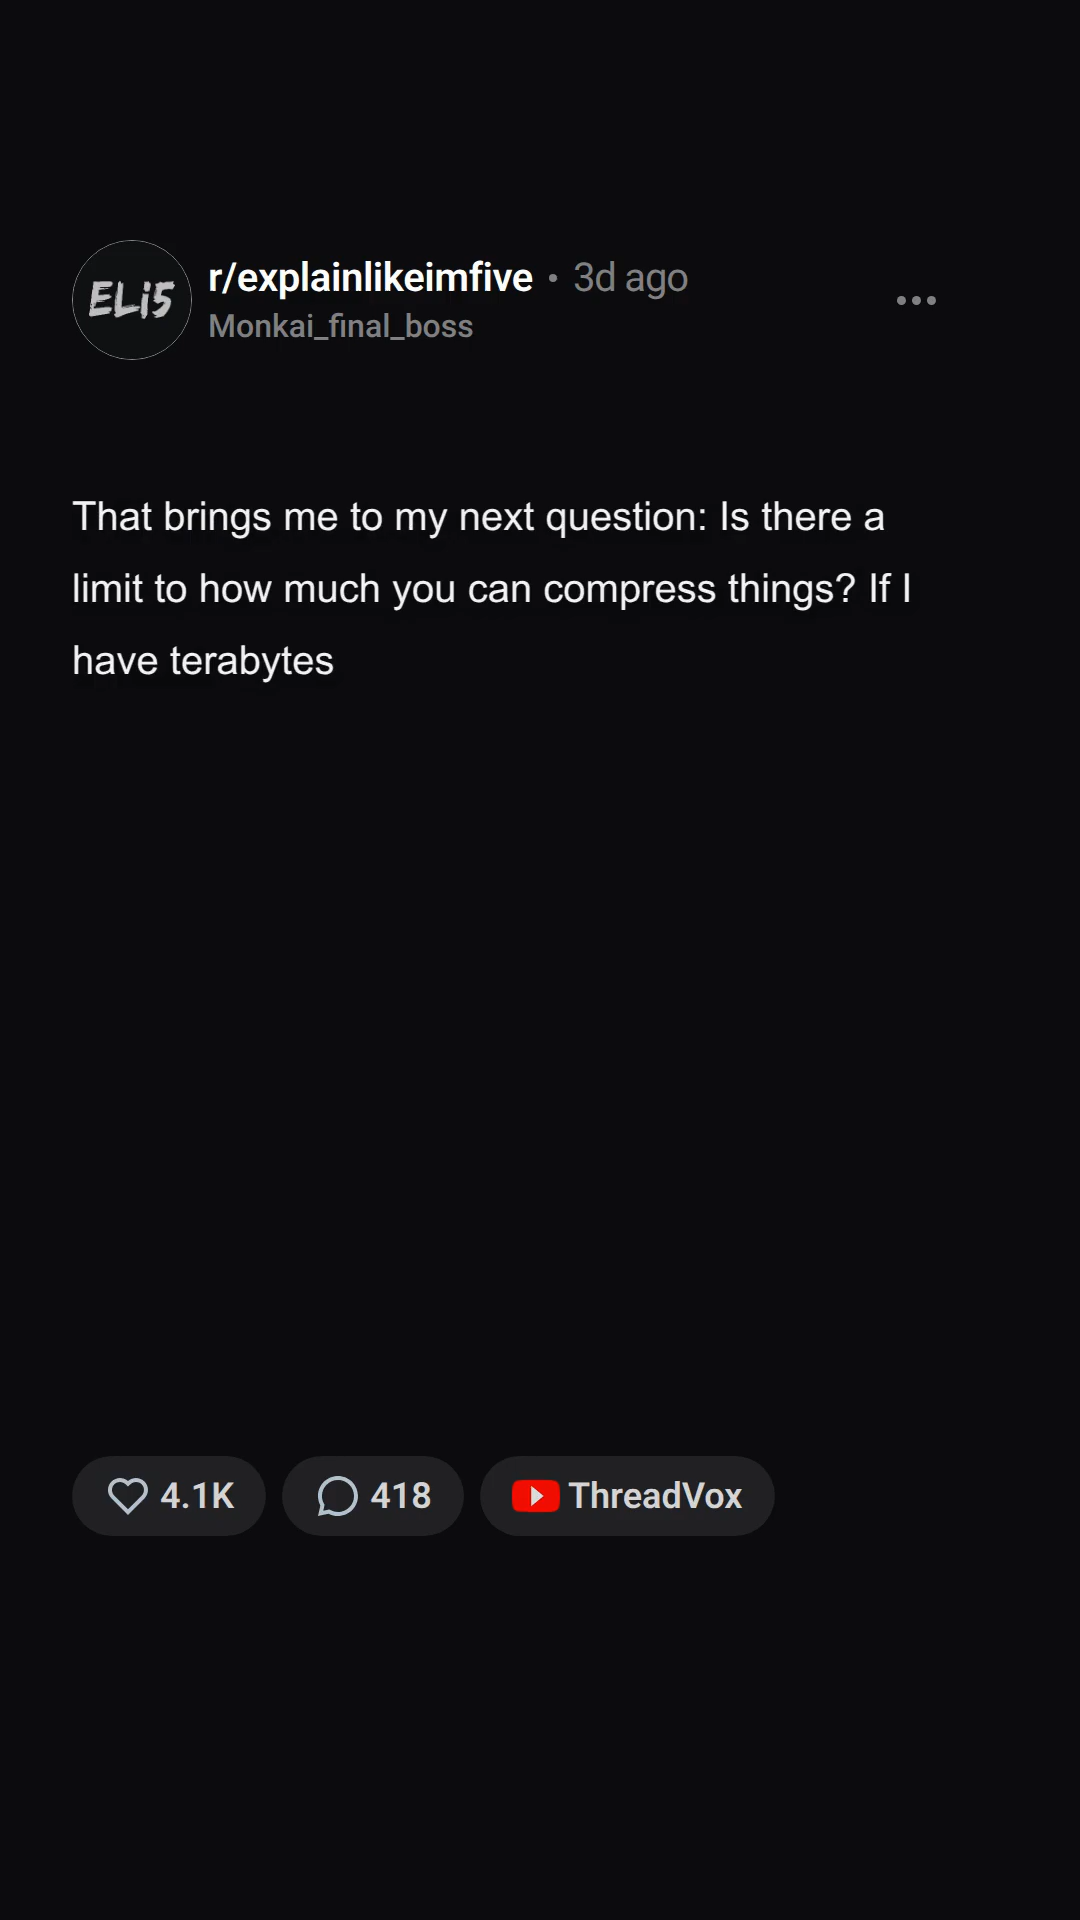 ELi5
r/explainlikeimfive • 3d ago
Monkai_final_boss
That brings me to my next question: Is there a
limit to how much you can compress things? If I
have terabytes
4.1K
418
ThreadVox